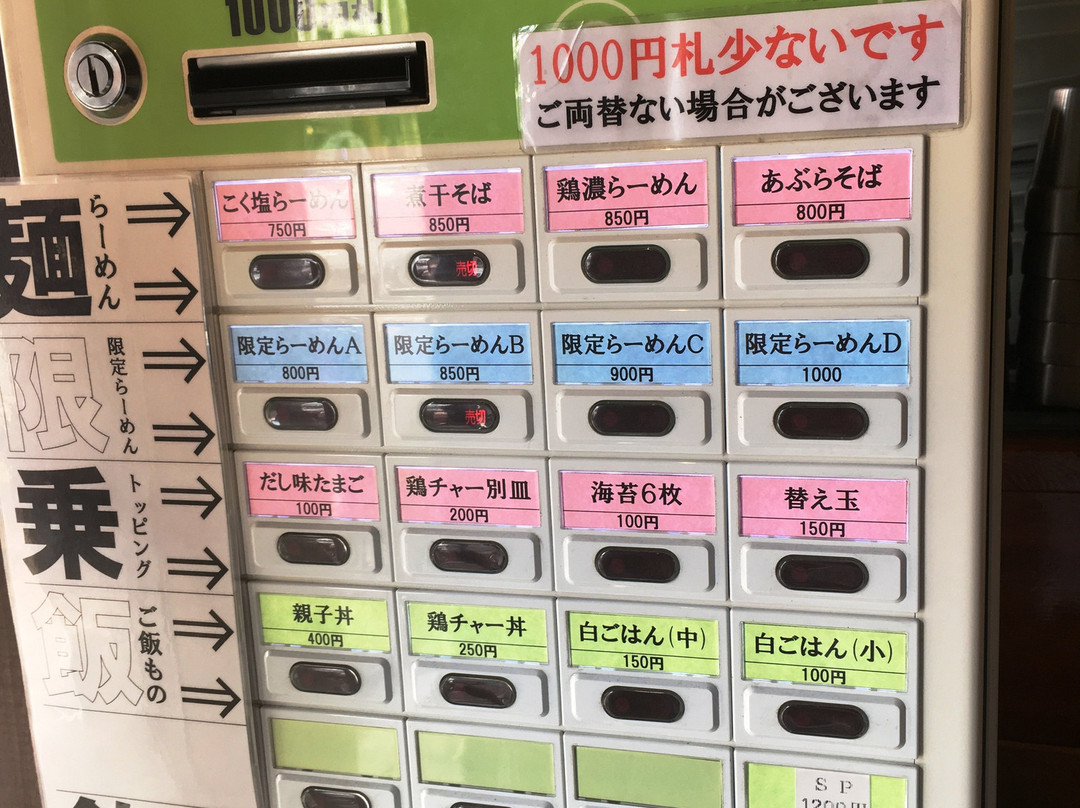 1000円札少ないです
ご両替ない場合がございます
麺 らーめん
こく塩らーめん 煮干そば 鶏濃らーめん あぶらそば
750円 850円 850円 800円
売切
限 限定らーめん
限定らーめんA 限定らーめんB 限定らーめんC 限定らーめんD
800円 850円 900円 1000
売切
乗 トッピング
だし味たまご 鶏チャー別皿 海苔6枚 替え玉
100円 200円 100円 150円
飯 ご飯もの
親子丼 鶏チャー丼 白ごはん(中) 白ごはん(小)
400円 250円 150円 100円
SP
1200円